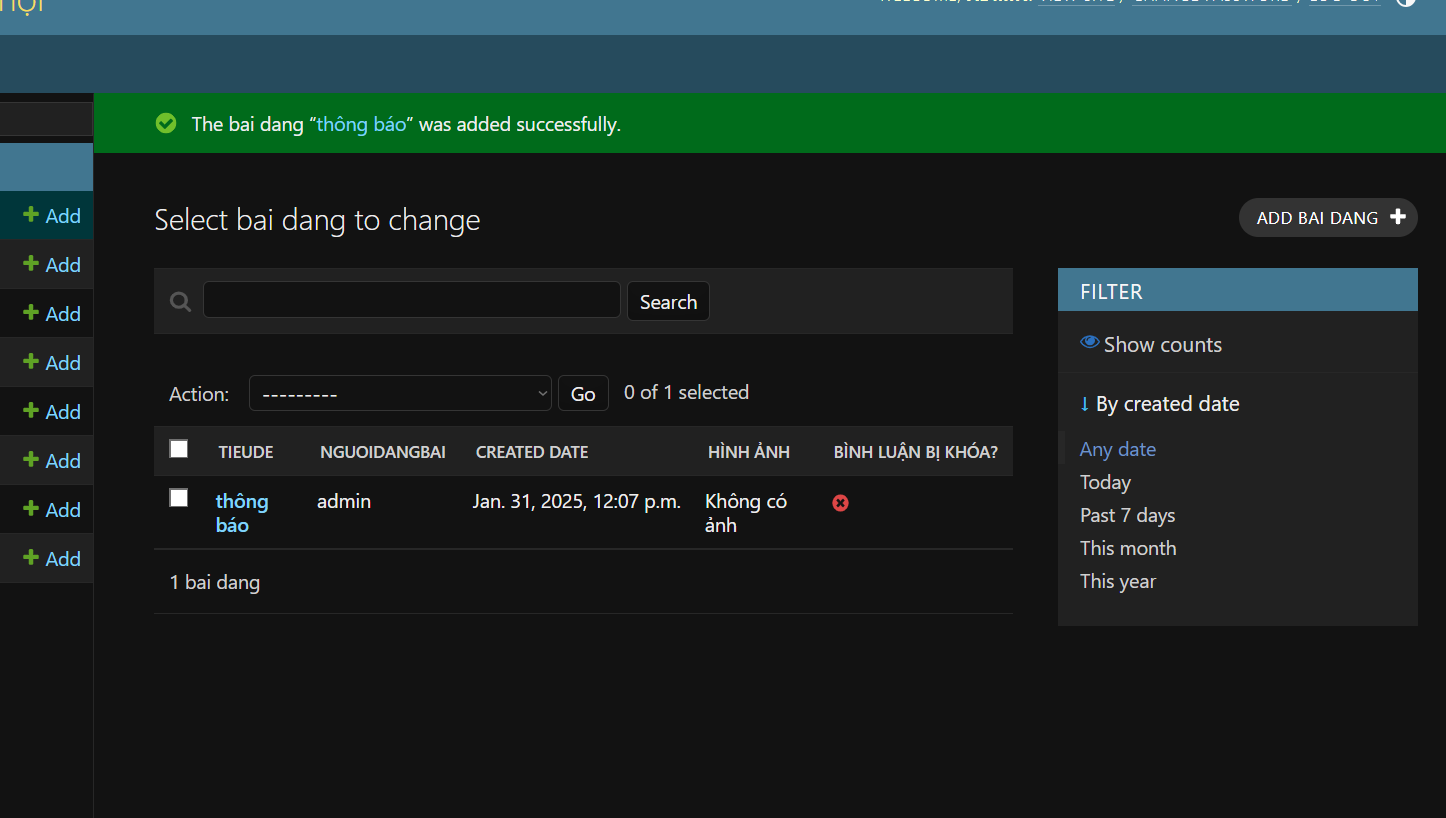 The bai dang “thông báo” was added successfully.
Add
Add
Add
Add
Add
Add
Add
Add
Select bai dang to change
ADD BAI DANG
Search
Action:
---------
Go
0 of 1 selected
TIEUDE NGUOIDANGBAI CREATED DATE HÌNH ẢNH BÌNH LUẬN BỊ KHÓA?
thông báo admin Jan. 31, 2025, 12:07 p.m. Không có ảnh
1 bai dang
FILTER
Show counts
↓ By created date
Any date
Today
Past 7 days
This month
This year